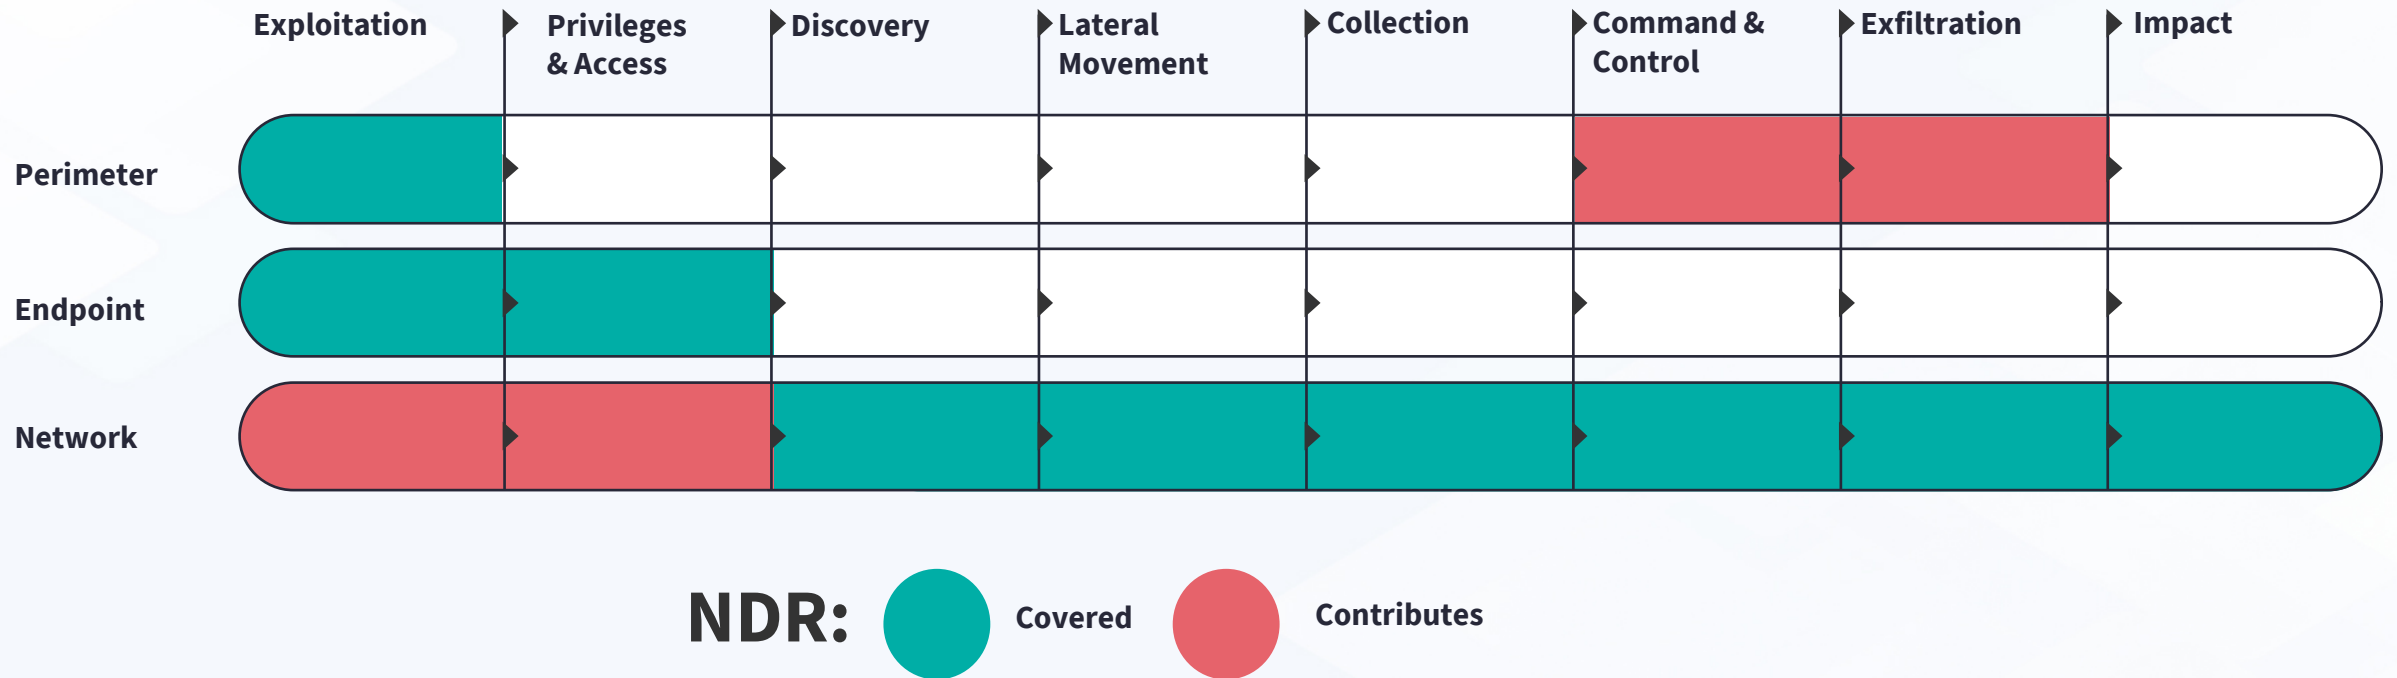 Exploitation
Privileges
& Access
Discovery
Lateral
Movement
Collection
Command &
Control
Exfiltration
Impact
Perimeter
Endpoint
Network
NDR:
Covered
Contributes